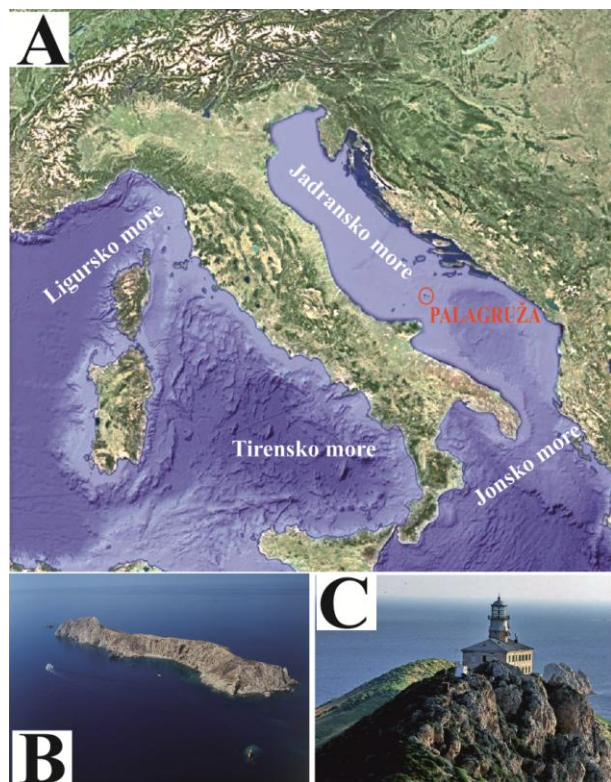 A
Ligursko more
Jadransko more
PALAGRUŽA
Tirensko more
Jonsko more
B
C